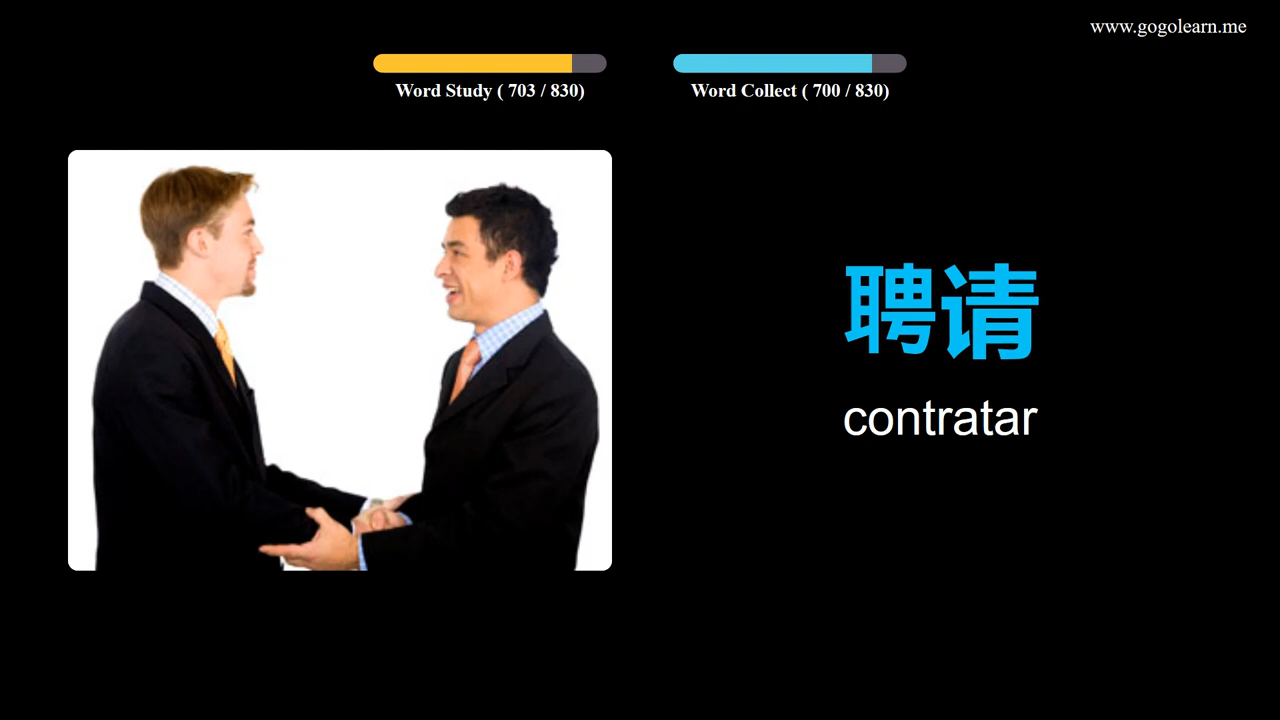 www.gogolearn.me
Word Study ( 703 / 830)
Word Collect ( 700 / 830)
聘请
contratar